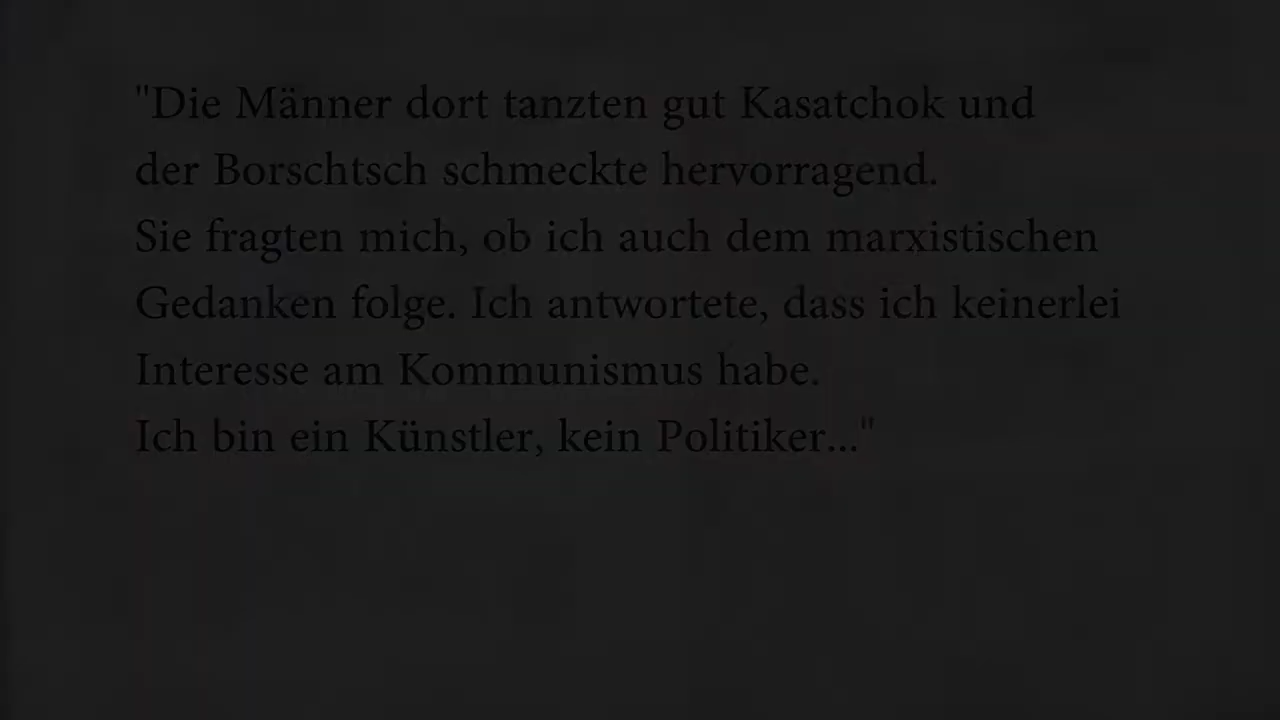 "Die Männer dort tanzten gut Kasatchok und
der Borschtsch schmeckte hervorragend.
Sie fragten mich, ob ich auch dem marxistischen
Gedanken folge. Ich antwortete, dass ich keinerlei
Interesse am Kommunismus habe.
Ich bin ein Künstler, kein Politiker..."